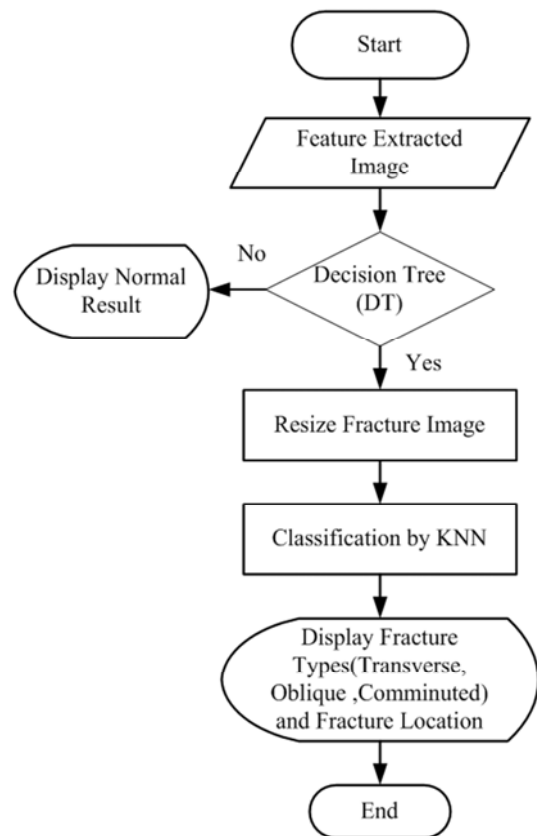 Start
Feature Extracted
Image
No
Display Normal
Result
Decision Tree
(DT)
Yes
Resize Fracture Image
Classification by KNN
Display Fracture
Types(Transverse,
Oblique ,Comminuted)
and Fracture Location
End